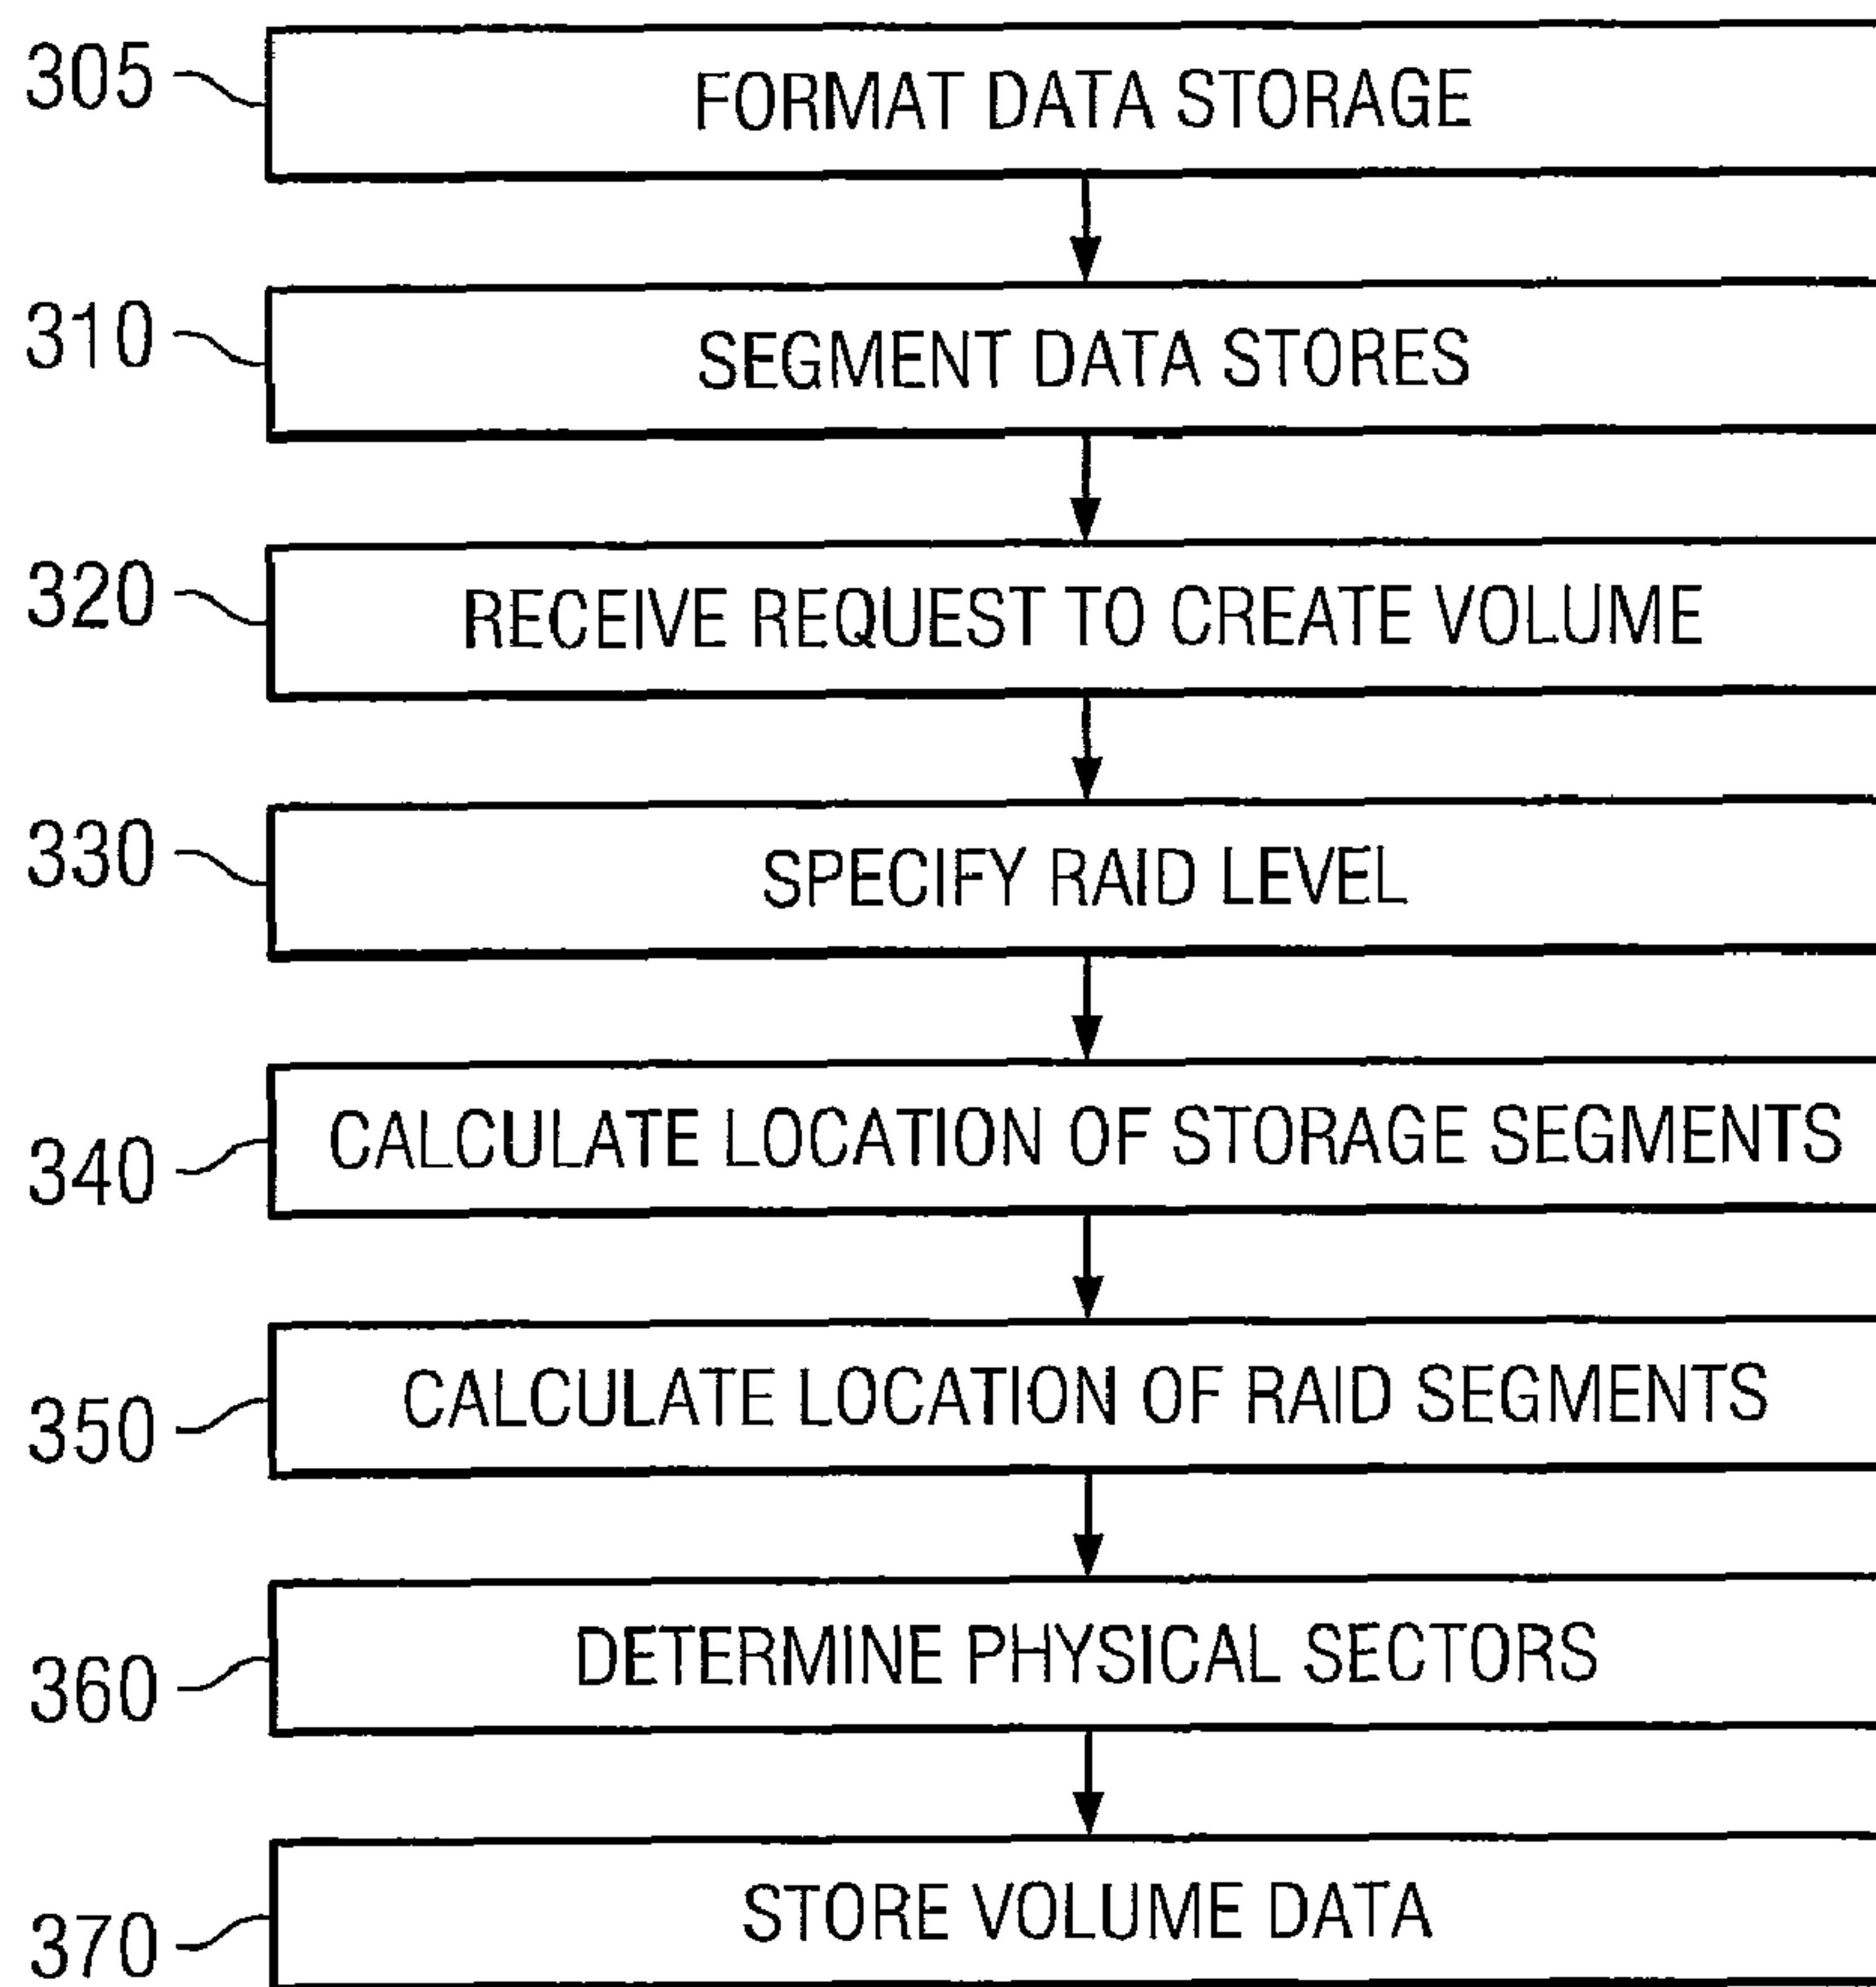 305 FORMAT DATA STORAGE
310 SEGMENT DATA STORES
320 RECEIVE REQUEST TO CREATE VOLUME
330 SPECIFY RAID LEVEL
340 CALCULATE LOCATION OF STORAGE SEGMENTS
350 CALCULATE LOCATION OF RAID SEGMENTS
360 DETERMINE PHYSICAL SECTORS
370 STORE VOLUME DATA